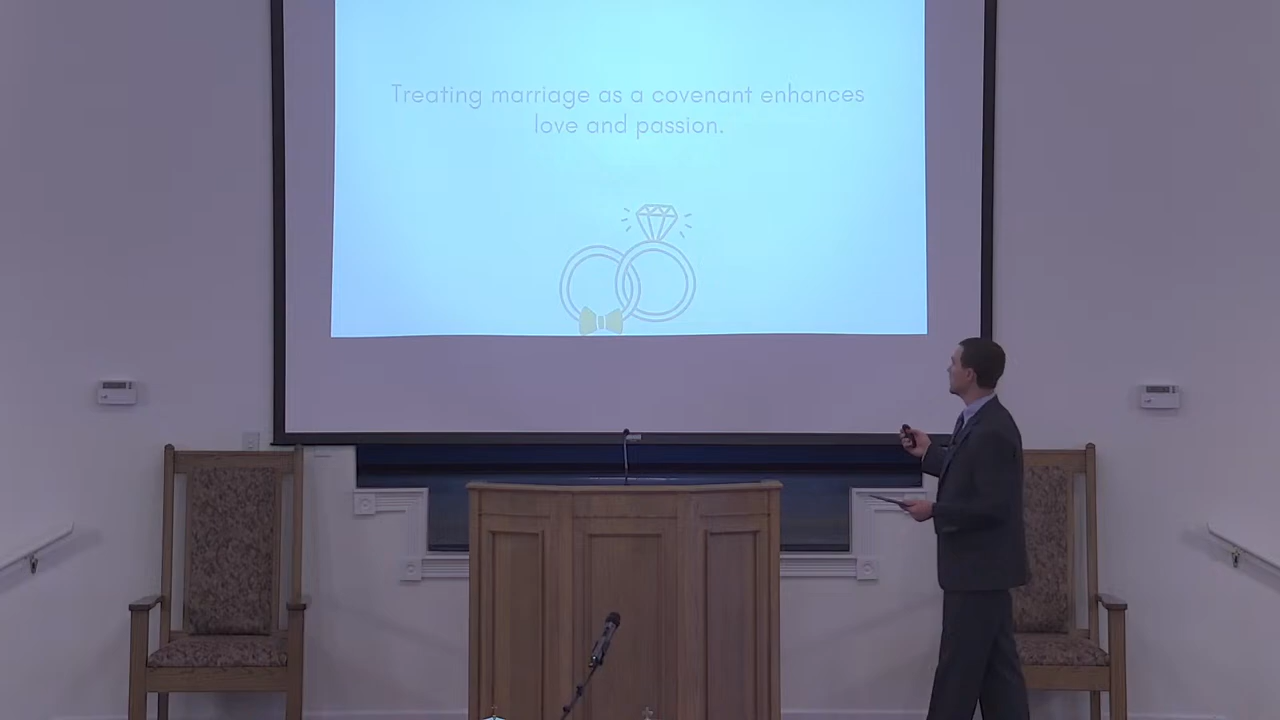 Treating marriage as a covenant enhances
love and passion.